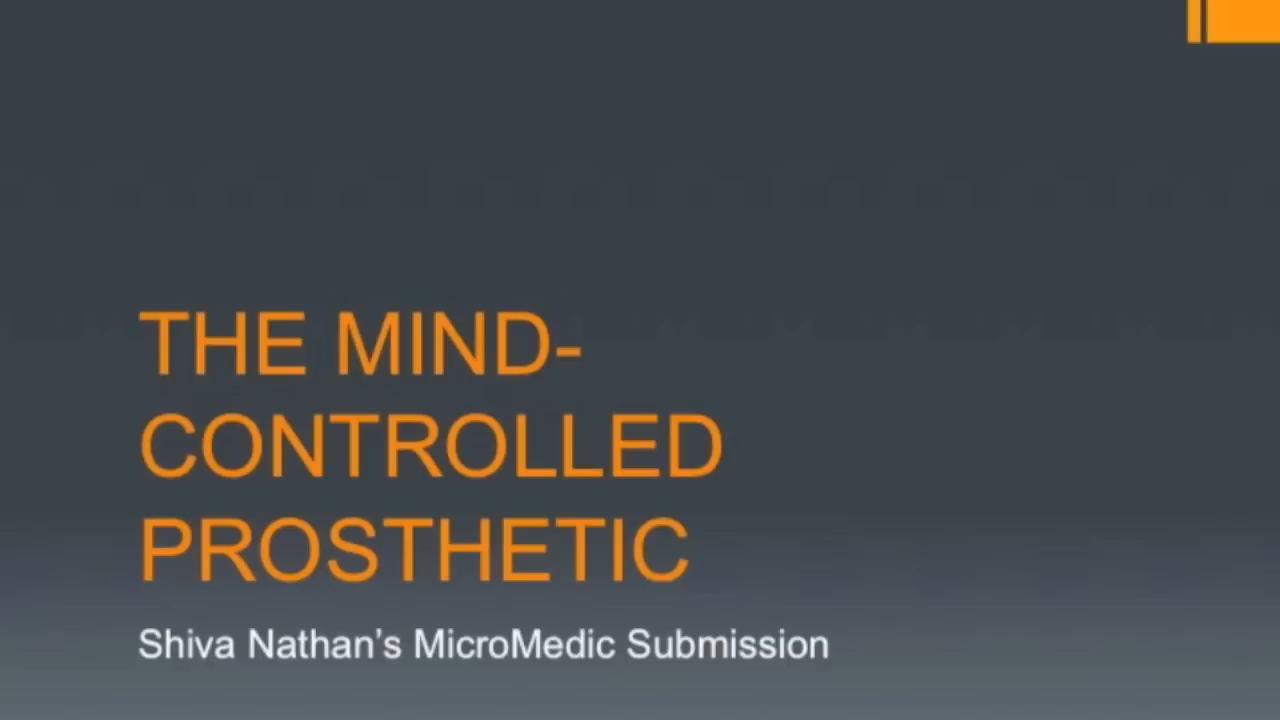 THE MIND-
CONTROLLED
PROSTHETIC
Shiva Nathan’s MicroMedic Submission